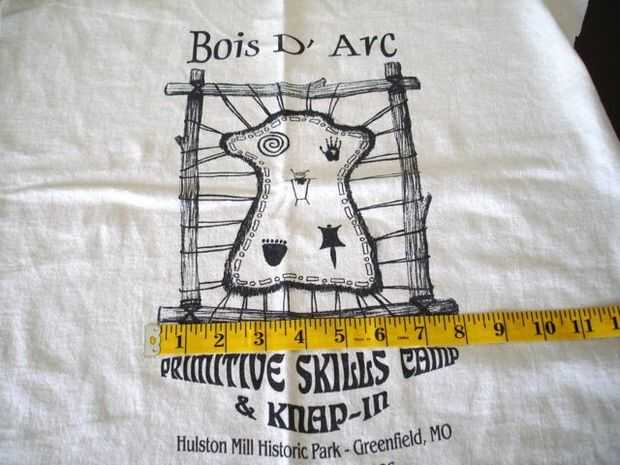 Bois D' Arc
1 2 3 4 5 6 7 8 9 10 11
PRIMITIVE SKILLS CAMP
& KNAP-IN
Hulston Mill Historic Park - Greenfield, MO